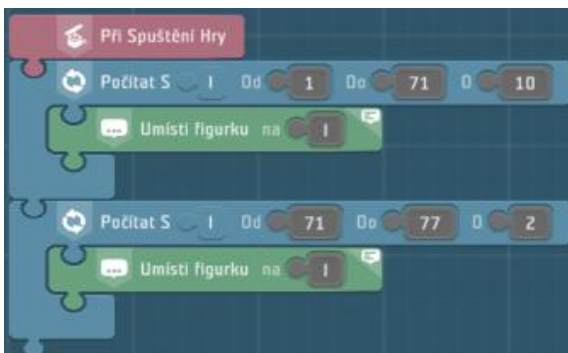 Při Spuštění Hry
Počítat S I Od 1 Do 71 O 10
Umísti figurku na I
Počítat S I Od 71 Do 77 O 2
Umísti figurku na I